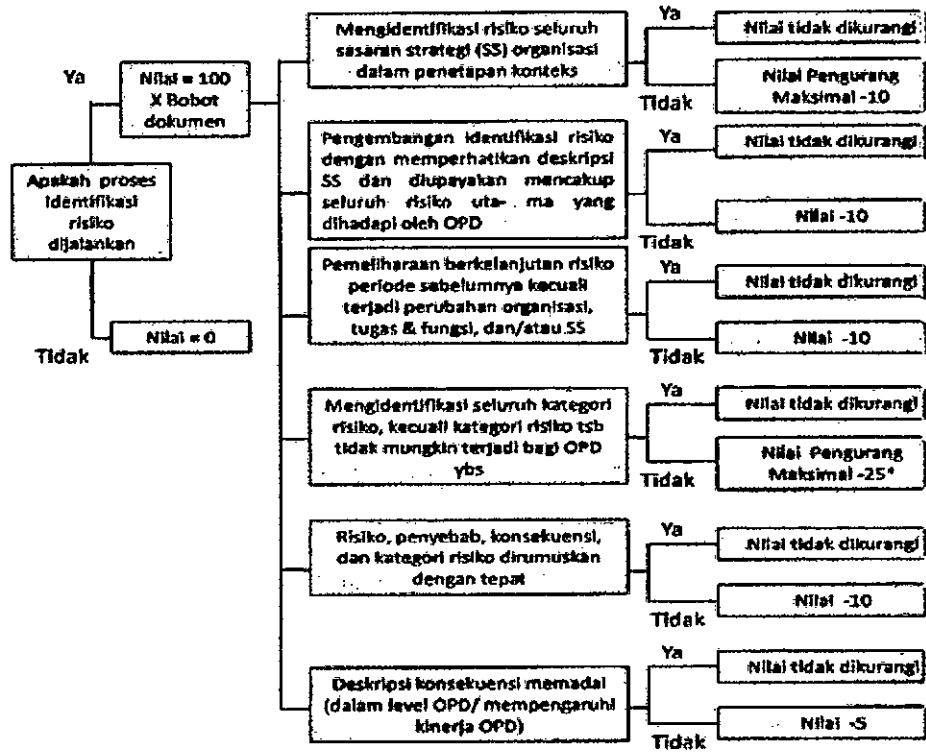 Ya
Nilai = 100
X Bobot
dokumen
Apakah proses
identifikasi
risiko
dijalankan
Tidak
Nilai = 0
Mengidentifikasi risiko seluruh
sasaran strategi (SS) organisasi
dalam penetapan konteks
Ya
Nilai tidak dikurangi
Tidak
Nilai Pengurang
Maksimal -10
Pengembangan identifikasi risiko
dengan memperhatikan deskripsi
SS dan diupayakan mencakup
seluruh risiko uta- ma yang
dihadapi oleh OPD
Ya
Nilai tidak dikurangi
Tidak
Nilai -10
Pemeliharaan berkelanjutan risiko
periode sebelumnya kecuali
terjadi perubahan organisasi,
tugas & fungsi, dan/atau SS
Ya
Nilai tidak dikurangi
Tidak
Nilai -10
Mengidentifikasi seluruh kategori
risiko, kecuali kategori risiko tsb
tidak mungkin terjadi bagi OPD
ybs
Ya
Nilai tidak dikurangi
Tidak
Nilai Pengurang
Maksimal -25*
Risiko, penyebab, konsekuensi,
dan kategori risiko dirumuskan
dengan tepat
Ya
Nilai tidak dikurangi
Tidak
Nilai -10
Deskripsi konsekuensi memadai
(dalam level OPD/ mempengaruhi
kinerja OPD)
Ya
Nilai tidak dikurangi
Tidak
Nilai -5